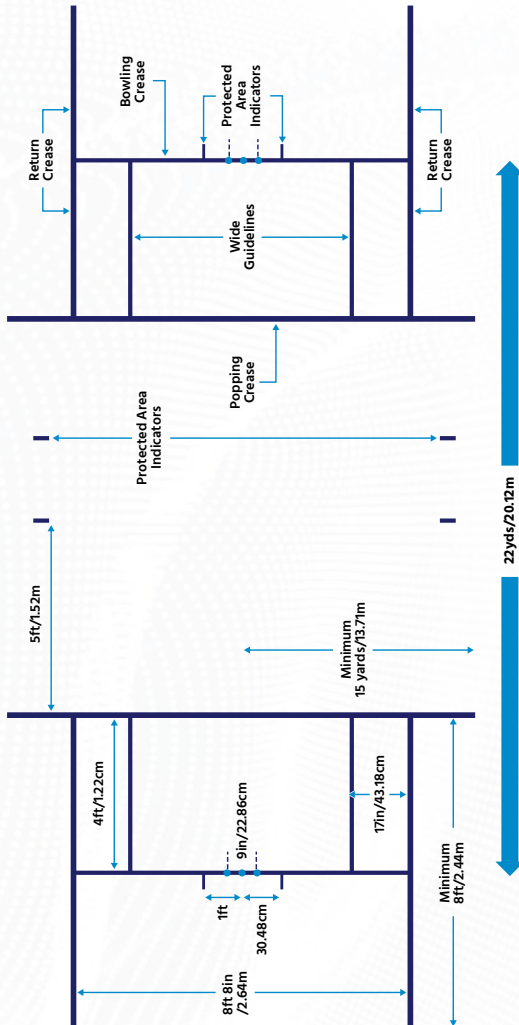 Return
Crease
Bowling
Crease
Protected
Area
Indicators
Wide
Guidelines
Return
Crease
Popping
Crease
Protected Area
Indicators
22yds/20.12m
5ft/1.52m
Minimum
15 yards/13.71m
4ft/1.22cm
9in/22.86cm
17in/43.18cm
1ft
30.48cm
8ft 8in
/2.64m
Minimum
8ft/2.44m